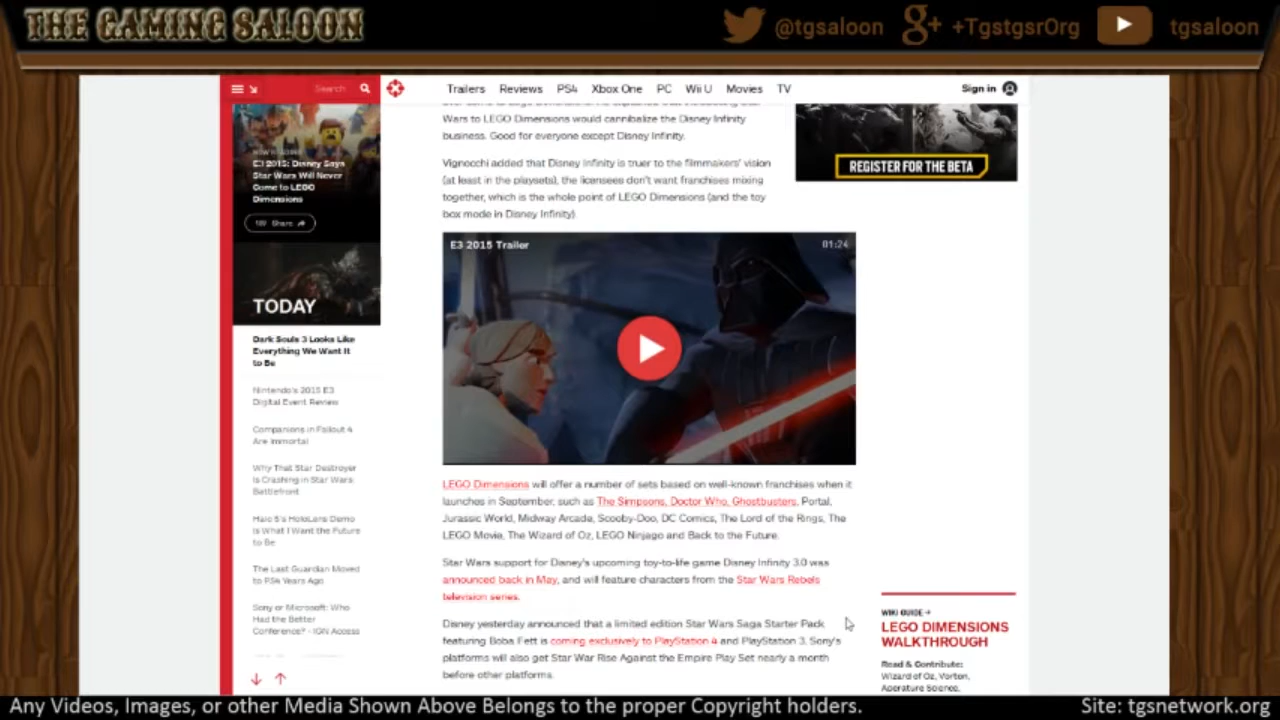 THE GAMING SALOON
@tgsaloon
+TgstgsrOrg
tgsaloon
Search
Trailers Reviews PS4 Xbox One PC Wii U Movies TV
Sign in
E3 2015: Disney Says
Star Wars Will Never
Come to LEGO
Dimensions
Share
TODAY
Dark Souls 3 Looks Like
Everything We Want It
to Be
Nintendo's 2015 E3
Digital Event Review
Companions in Fallout 4
Are Immortal
Why That Star Destroyer
Is Crashing in Star Wars
Battlefront
Halo 5's HoloLens Demo
Is What I Want the Future
to Be
The Last Guardian Moved
to PS4 Years Ago
Sony or Microsoft: Who
Had the Better
Conference? - IGN Access
Wars to LEGO Dimensions would cannibalize the Disney Infinity
business. Good for everyone except Disney Infinity.
Vignocchi added that Disney Infinity is truer to the filmmakers' vision
(at least in the playsets), the licensees don't want franchises mixing
together, which is the whole point of LEGO Dimensions (and the toy
box mode in Disney Infinity)
E3 2015 Trailer
01:24
LEGO Dimensions will offer a number of sets based on well-known franchises when it
launches in September, such as The Simpsons, Doctor Who, Ghostbusters, Portal,
Jurassic World, Midway Arcade, Scooby-Doo, DC Comics, The Lord of the Rings, The
LEGO Movie, The Wizard of Oz, LEGO Ninjago and Back to the Future.
Star Wars support for Disney's upcoming toy-to-life game Disney Infinity 3.0 was
announced back in May, and will feature characters from the Star Wars Rebels
television series.
Disney yesterday announced that a limited edition Star Wars Saga Starter Pack
featuring Boba Fett is coming exclusively to PlayStation 4 and PlayStation 3. Sony's
platforms will also get Star War Rise Against the Empire Play Set nearly a month
before other platforms.
REGISTER FOR THE BETA
WIKI GUIDE
LEGO DIMENSIONS
WALKTHROUGH
Read & Contribute:
Wizard of Oz, Vorton,
Aperature Science,
Any Videos, Images, or other Media Shown Above Belongs to the proper Copyright holders.
Site: tgsnetwork.org